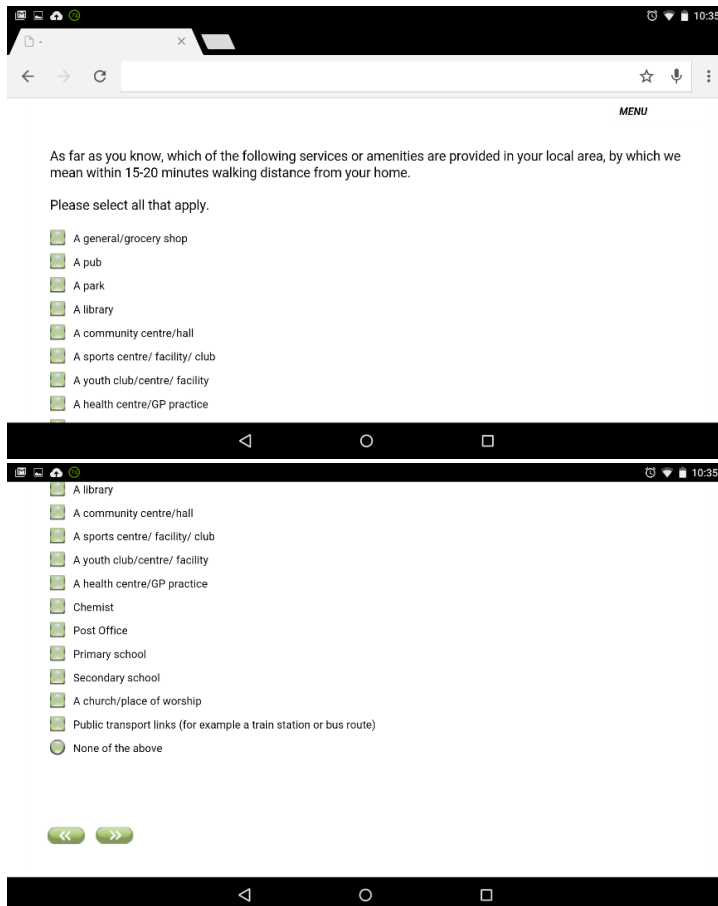 74
10:35
-
MENU
As far as you know, which of the following services or amenities are provided in your local area, by which we
mean within 15-20 minutes walking distance from your home.
Please select all that apply.
A general/grocery shop
A pub
A park
A library
A community centre/hall
A sports centre/ facility/ club
A youth club/centre/ facility
A health centre/GP practice
74
10:35
A library
A community centre/hall
A sports centre/ facility/ club
A youth club/centre/ facility
A health centre/GP practice
Chemist
Post Office
Primary school
Secondary school
A church/place of worship
Public transport links (for example a train station or bus route)
None of the above